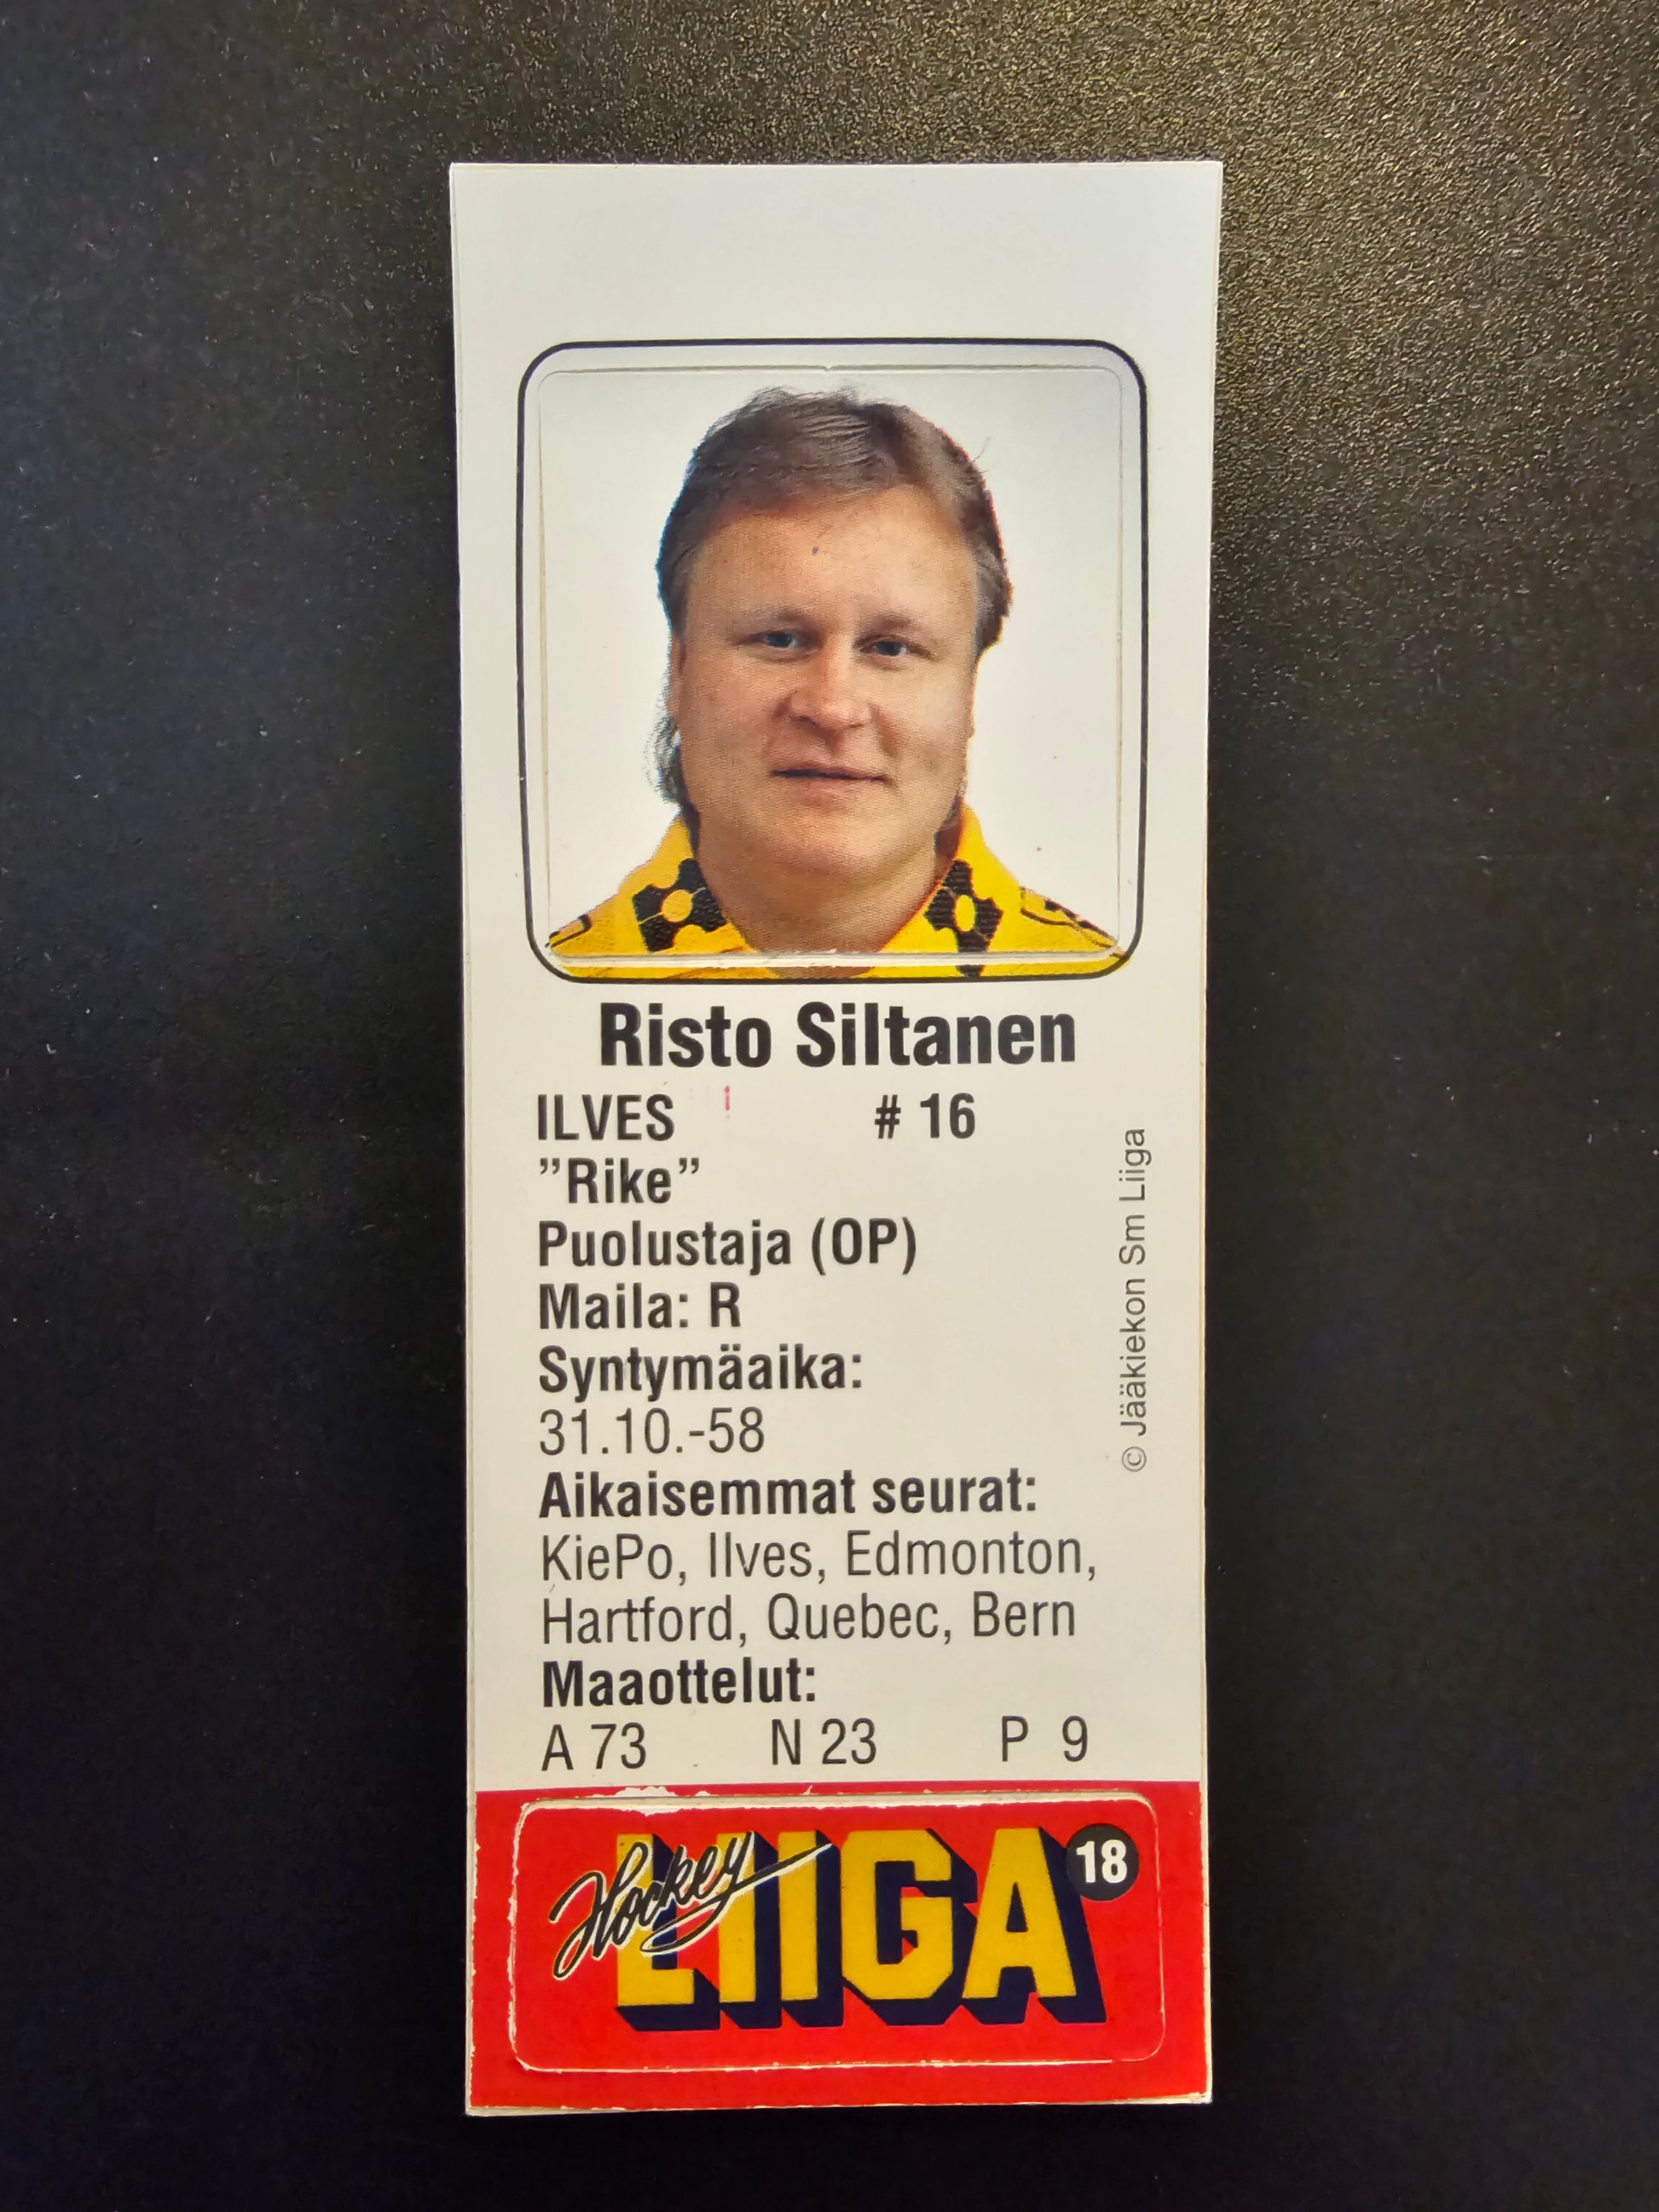 Risto Siltanen
ILVES # 16
”Rike”
Puolustaja (OP)
Maila: R
Syntymäaika:
31.10.-58
Aikaisemmat seurat:
KiePo, Ilves, Edmonton,
Hartford, Quebec, Bern
Maaottelut:
A 73 N 23 P 9
© Jääkiekon Sm Liiga
Hockey LIIGA 18